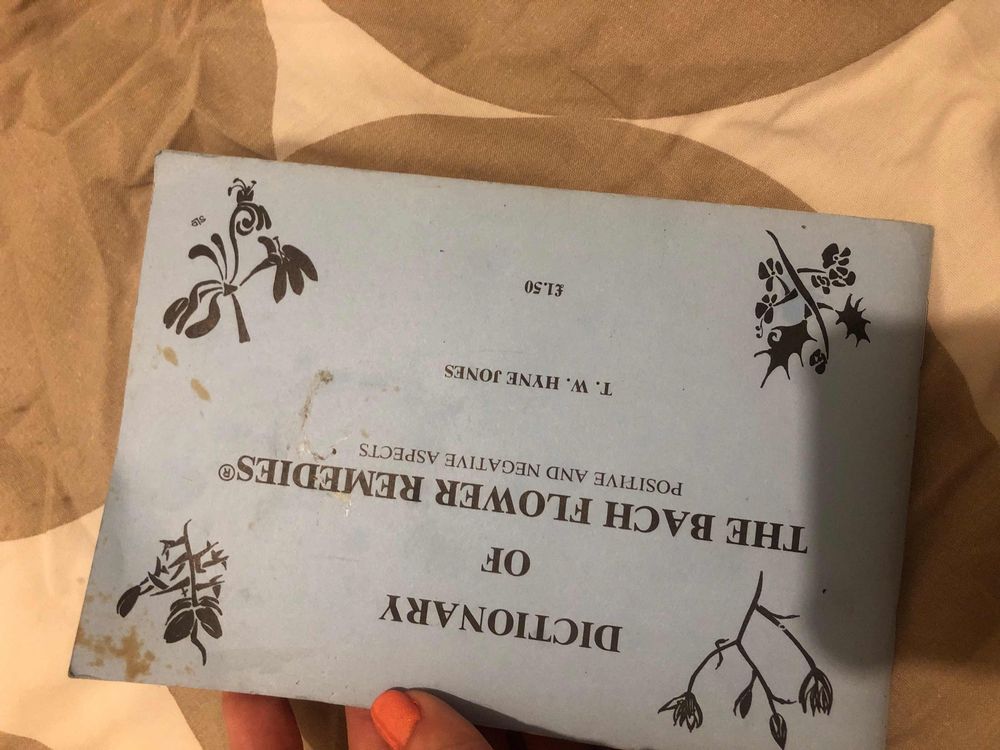 DICTIONARY
OF
THE BACH FLOWER REMEDIES®
POSITIVE AND NEGATIVE ASPECTS
T. W. HYNE JONES
£1.50